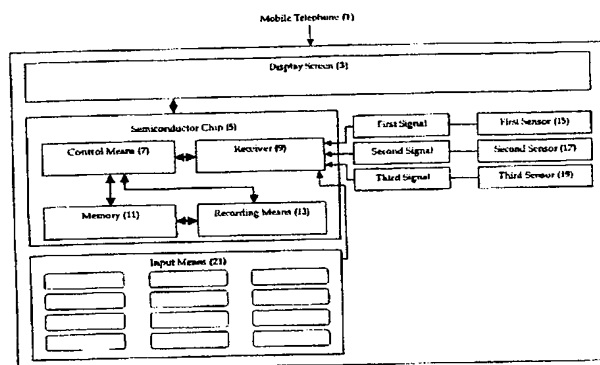 Mobile Telephone (1)
Display Screen (3)
Semiconductor Chip (5)
Control Means (7)
Receiver (9)
Memory (11)
Recording Means (13)
First Signal
First Sensor (15)
Second Signal
Second Sensor (17)
Third Signal
Third Sensor (19)
Input Means (21)